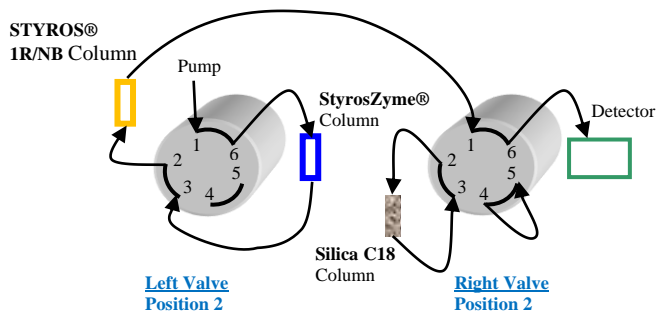 STYROS®
1R/NB Column
Pump
StyrosZyme®
Column
Detector
1
6
2
5
3
4
1
6
2
5
3
4
Silica C18
Column
Left Valve
Position 2
Right Valve
Position 2